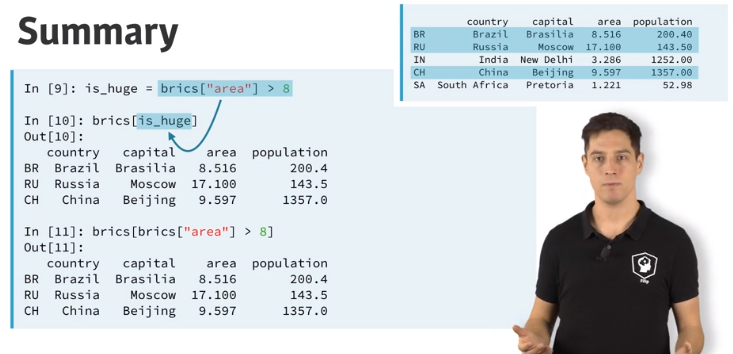 Summary
country capital area population
BR Brazil Brasilia 8.516 200.40
RU Russia Moscow 17.100 143.50
IN India New Delhi 3.286 1252.00
CH China Beijing 9.597 1357.00
SA South Africa Pretoria 1.221 52.98
In [9]: is_huge = brics["area"] > 8
In [10]: brics[is_huge]
Out[10]:
country capital area population
BR Brazil Brasilia 8.516 200.4
RU Russia Moscow 17.100 143.5
CH China Beijing 9.597 1357.0
In [11]: brics[brics["area"] > 8]
Out[11]:
country capital area population
BR Brazil Brasilia 8.516 200.4
RU Russia Moscow 17.100 143.5
CH China Beijing 9.597 1357.0
Filip